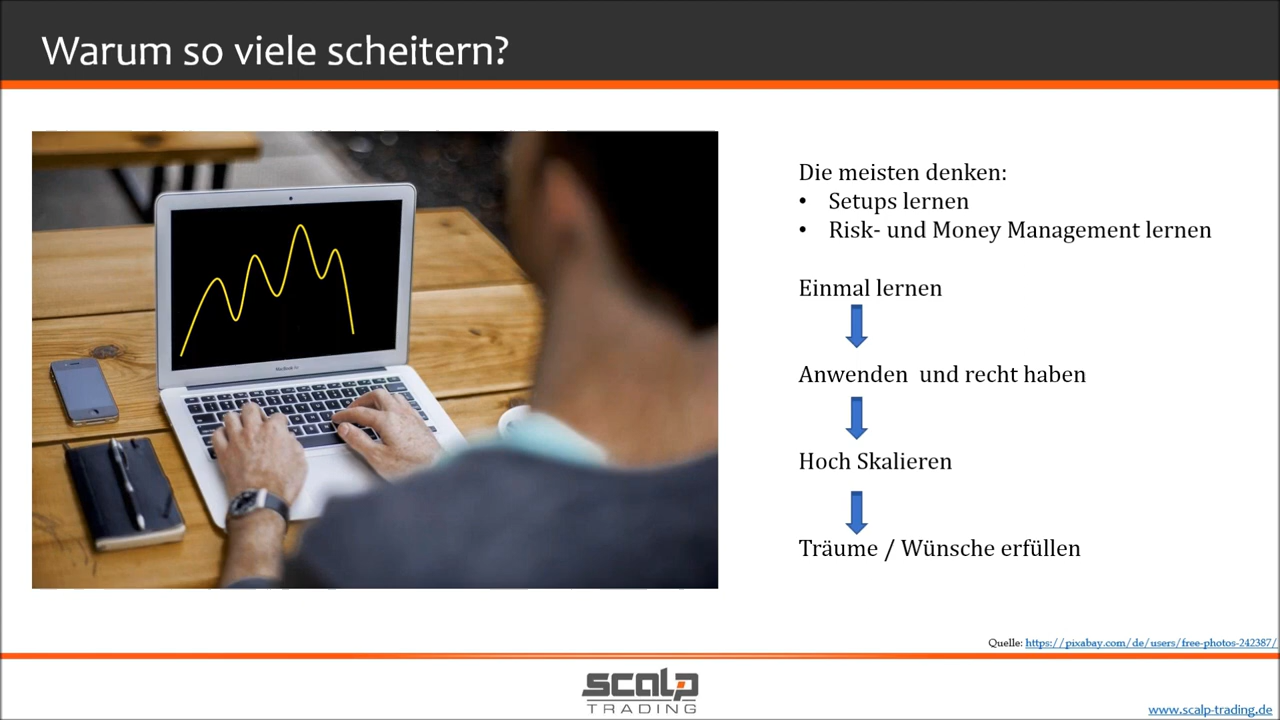 Warum so viele scheitern?
Die meisten denken:
• Setups lernen
• Risk- und Money Management lernen
Einmal lernen
Anwenden und recht haben
Hoch Skalieren
Träume / Wünsche erfüllen
Quelle: https://pixabay.com/de/users/free-photos-242387/
scalp
TRADING
www.scalp-trading.de